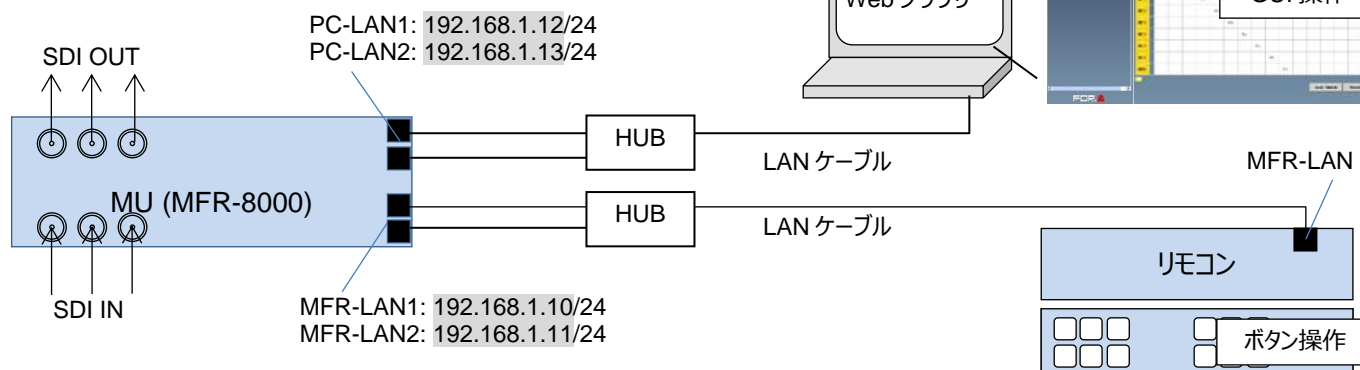 PC-LAN1: 192.168.1.12/24
PC-LAN2: 192.168.1.13/24
SDI OUT
HUB
LAN ケーブル
MFR-LAN
MU (MFR-8000)
HUB
LAN ケーブル
リモコン
SDI IN
MFR-LAN1: 192.168.1.10/24
MFR-LAN2: 192.168.1.11/24
ボタン操作